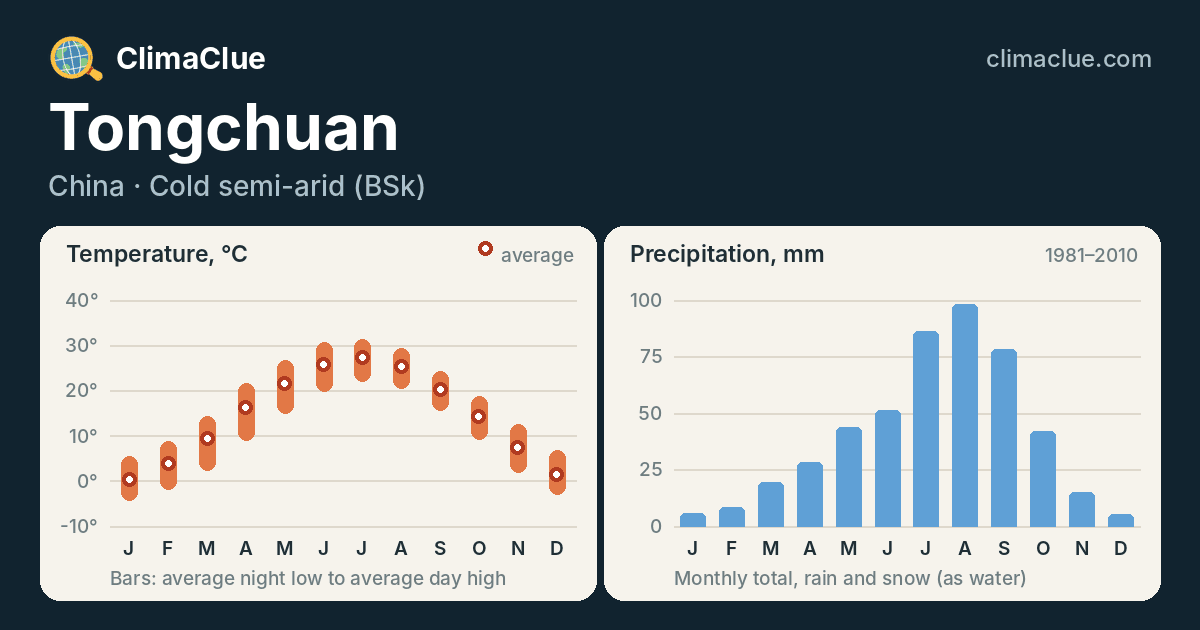 ClimaClue
climaclue.com
Tongchuan
China · Cold semi-arid (BSk)
Temperature, °C
average
40°
30°
20°
10°
0°
-10°
J F M A M J J A S O N D
Bars: average night low to average day high
Precipitation, mm
1981–2010
100
75
50
25
0
J F M A M J J A S O N D
Monthly total, rain and snow (as water)